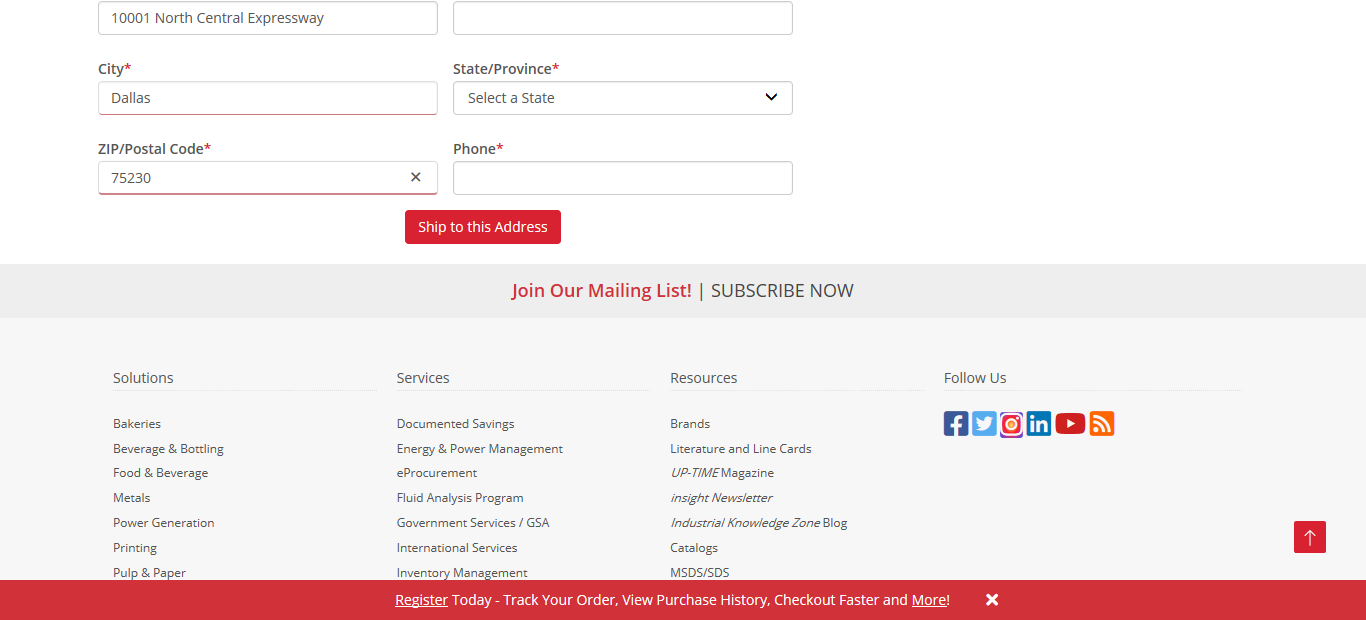 10001 North Central Expressway
City*
State/Province*
Dallas
Select a State
ZIP/Postal Code*
Phone*
75230
Ship to this Address
Join Our Mailing List! | SUBSCRIBE NOW
Solutions
Services
Resources
Follow Us
Bakeries
Documented Savings
Brands
Beverage & Bottling
Energy & Power Management
Literature and Line Cards
Food & Beverage
eProcurement
UP-TIME Magazine
Metals
Fluid Analysis Program
insight Newsletter
Power Generation
Government Services / GSA
Industrial Knowledge Zone Blog
Printing
International Services
Catalogs
Pulp & Paper
Inventory Management
MSDS/SDS
Register Today - Track Your Order, View Purchase History, Checkout Faster and More!